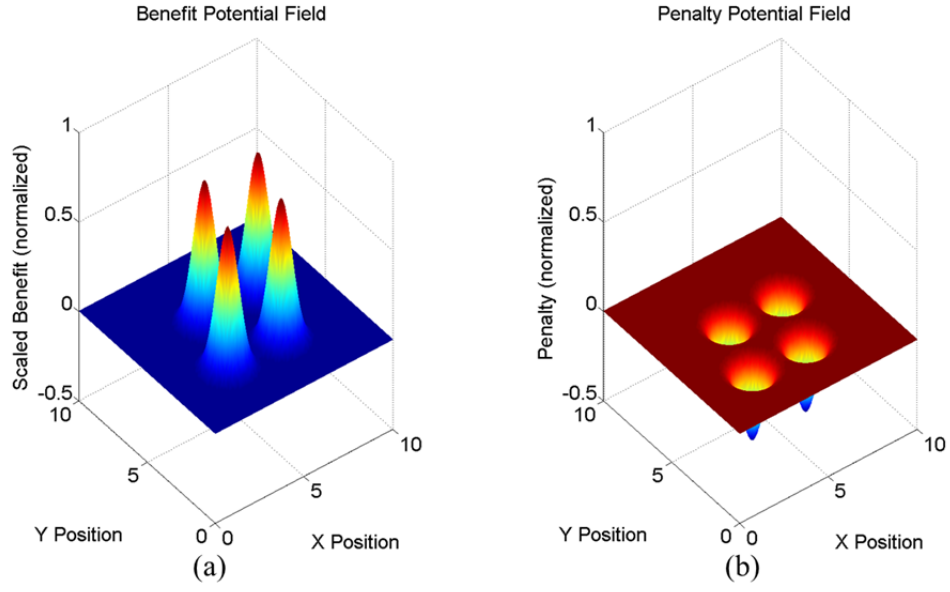 Benefit Potential Field
Scaled Benefit (normalized)
1
0.5
0
-0.5
10
5
0
0
5
10
Y Position
X Position
(a)
Penalty Potential Field
Penalty (normalized)
1
0.5
0
-0.5
10
5
0
0
5
10
Y Position
X Position
(b)